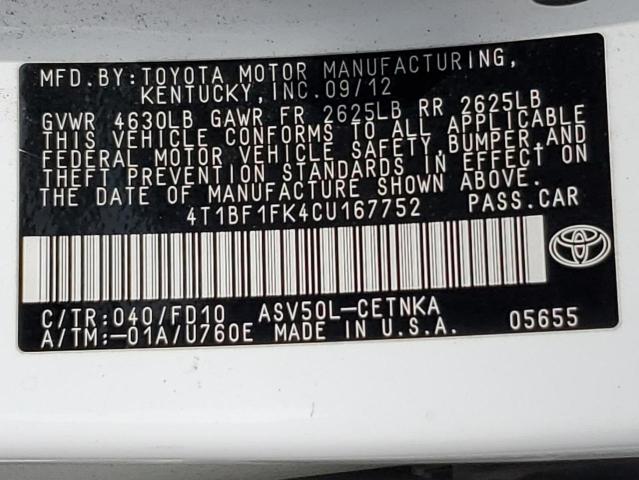 MFD.BY:TOYOTA MOTOR MANUFACTURING,
KENTUCKY,INC.09/12
GVWR 4630LB GAWR FR 2625LB RR 2625LB
THIS VEHICLE CONFORMS TO ALL APPLICABLE
FEDERAL MOTOR VEHICLE SAFETY,BUMPER,AND
THEFT PREVENTION STANDARDS IN EFFECT ON
THE DATE OF MANUFACTURE SHOWN ABOVE.
4T1BF1FK4CU167752 PASS.CAR
C/TR:040/FD10 ASV50L-CETNKA
A/TM:-01A/U760E MADE IN U.S.A. 05655